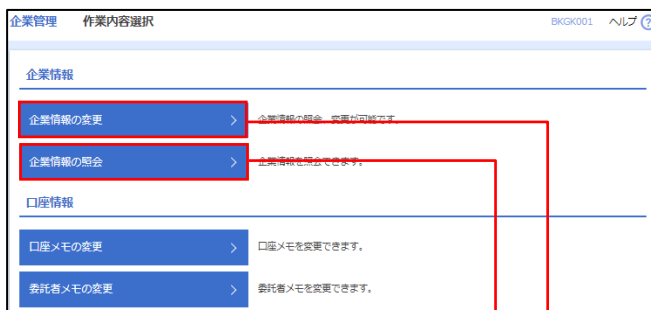 企業管理 作業内容選択 BKGK001 ヘルプ ?
企業情報
企業情報の変更 企業情報の照会、変更が可能です。
企業情報の照会 企業情報を照会できます。
口座情報
口座メモの変更 口座メモを変更できます。
委託者メモの変更 委託者メモを変更できます。